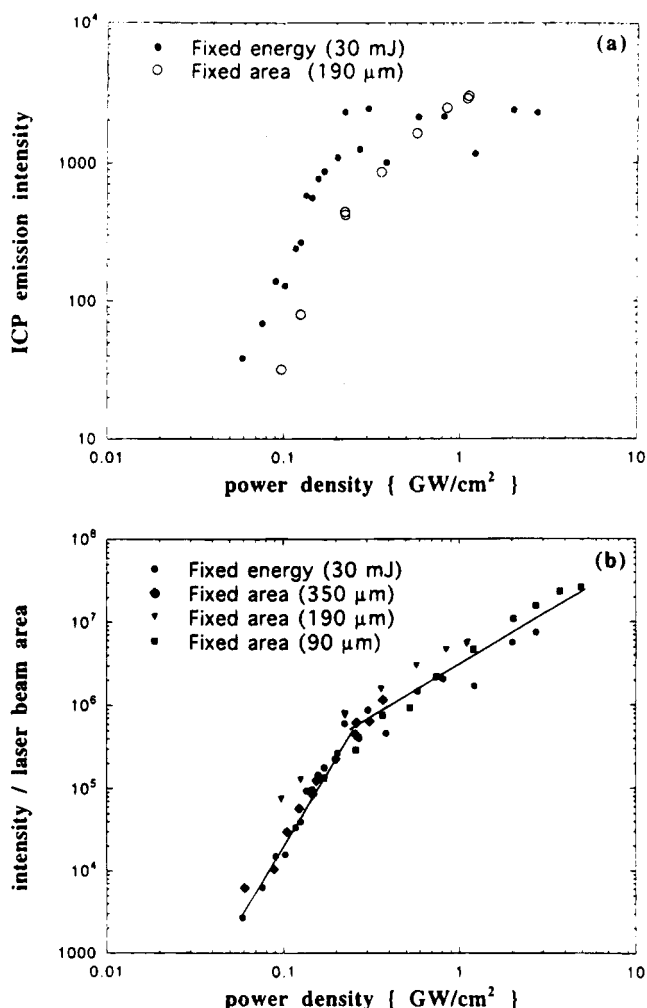 10⁴
(a)
• Fixed energy (30 mJ)
○ Fixed area (190 µm)
10³
1000
100
10
ICP emission intensity
0.01
0.1
1
10
power density { GW/cm² }
10⁸
(b)
• Fixed energy (30 mJ)
◆ Fixed area (350 µm)
▼ Fixed area (190 µm)
■ Fixed area (90 µm)
10⁷
10⁶
10⁵
10⁴
1000
intensity / laser beam area
0.01
0.1
1
10
power density { GW/cm² }